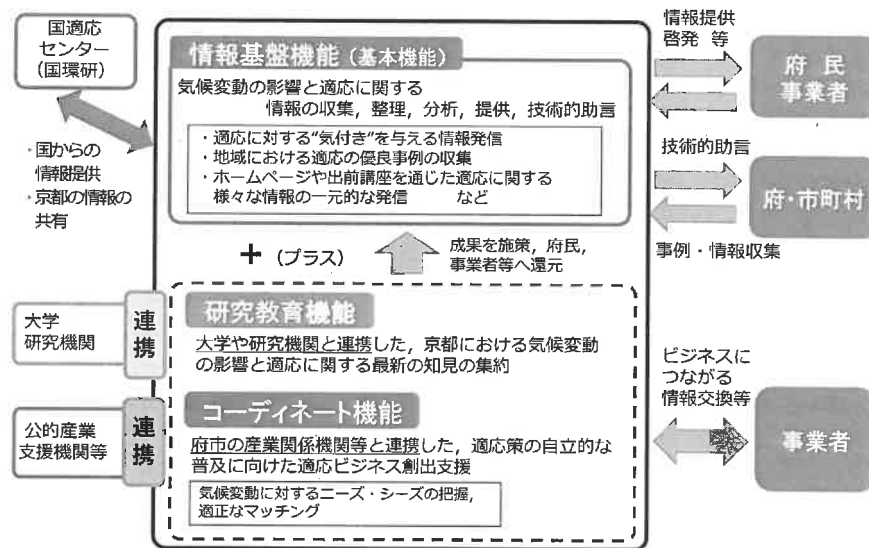 国適応
センター
(国環研)
・国からの
情報提供
・京都の情報の
共有
情報基盤機能（基本機能）
気候変動の影響と適応に関する
情報の収集，整理，分析，提供，技術的助言
・適応に対する“気付き”を与える情報発信
・地域における適応の優良事例の収集
・ホームページや出前講座を通じた適応に関する
様々な情報の一元的な発信　　など
情報提供
啓発 等
府 民
事業者
技術的助言
府・市町村
事例・情報収集
＋（プラス）
成果を施策，府民，
事業者等へ還元
大学
研究機関
連携
研究教育機能
大学や研究機関と連携した，京都における気候変動
の影響と適応に関する最新の知見の集約
公的産業
支援機関等
連携
コーディネート機能
府市の産業関係機関等と連携した，適応策の自立的な
普及に向けた適応ビジネス創出支援
気候変動に対するニーズ・シーズの把握，
適正なマッチング
ビジネスに
つながる
情報交換等
事業者